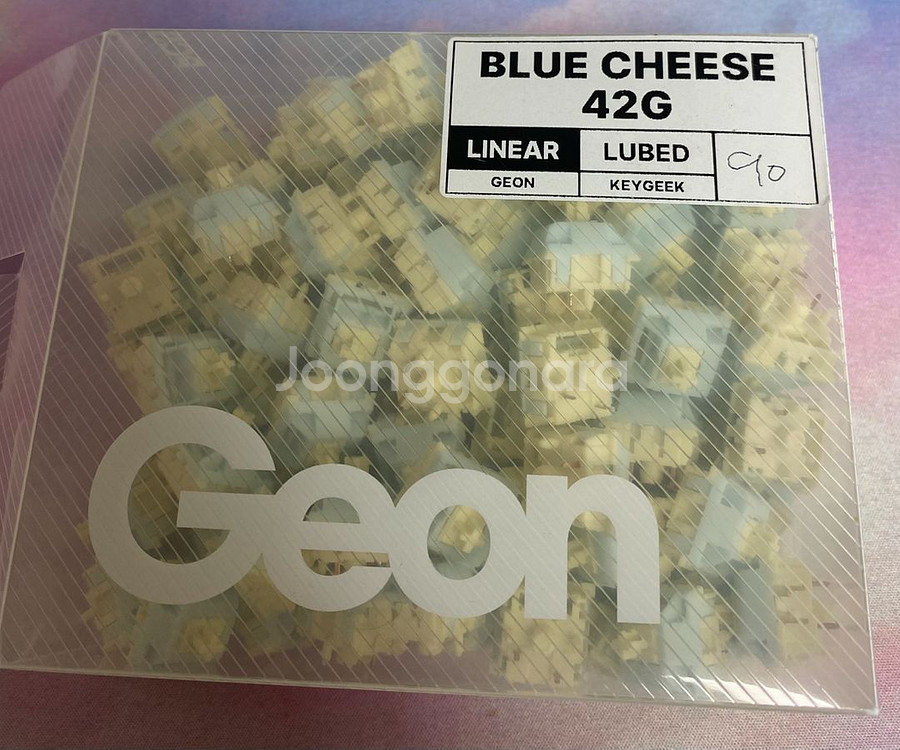 BLUE CHEESE
42G
LINEAR LUBED 90
GEON KEYGEEK
Joonggonara
Geon